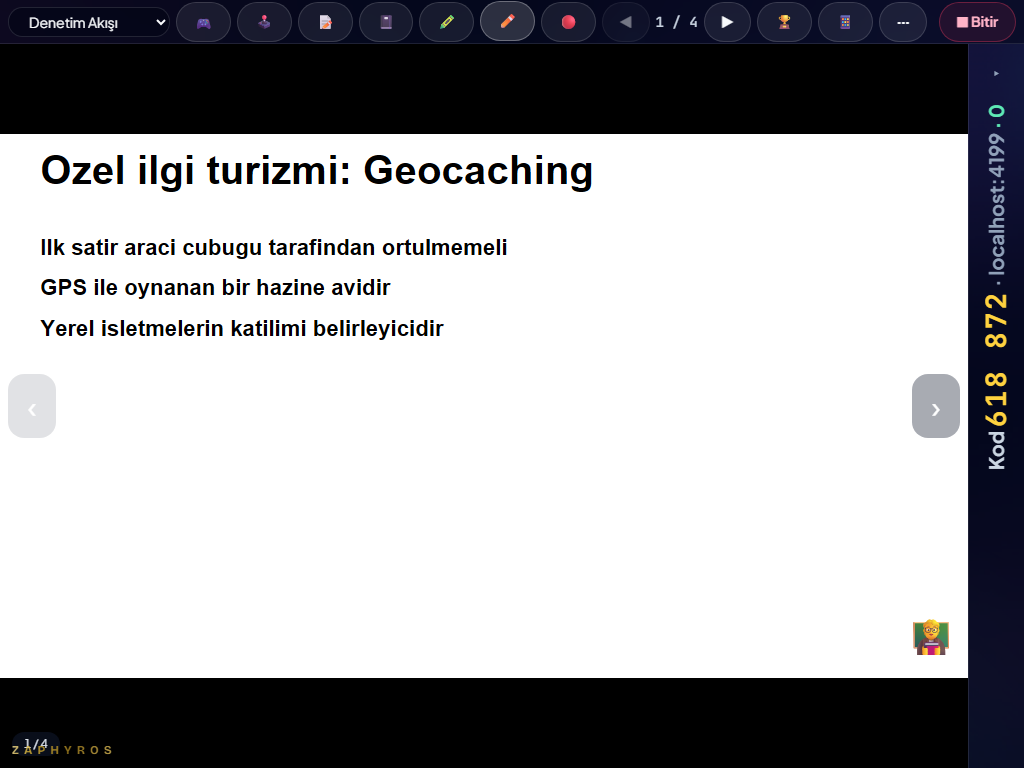 Denetim Akışı
1 / 4
Bitir
Ozel ilgi turizmi: Geocaching
Ilk satir araci cubugu tarafindan ortulmemeli
GPS ile oynanan bir hazine avidir
Yerel isletmelerin katilimi belirleyicidir
Kod 618 872 · localhost:4199 · 0
1/4
ZAPHYROS